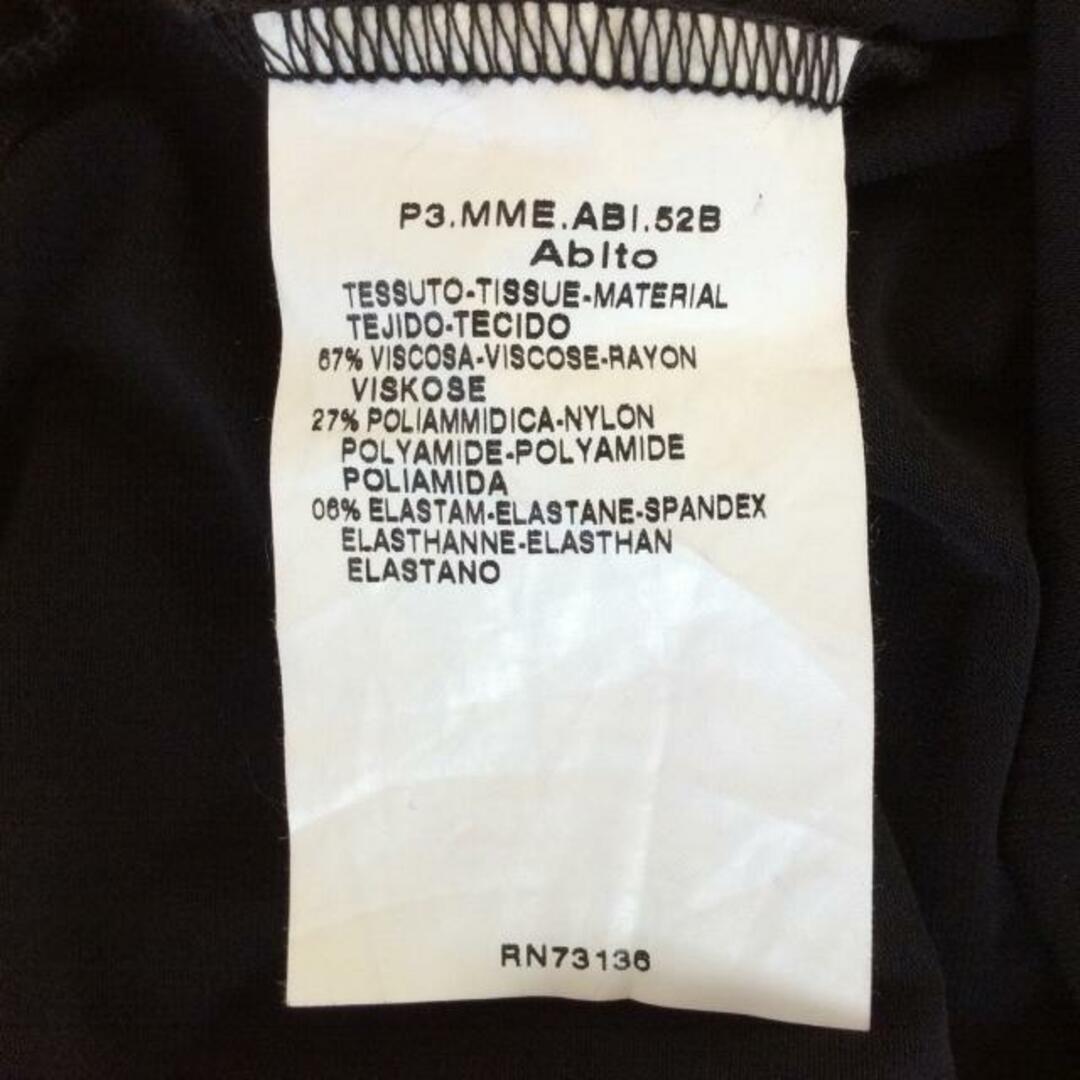 P3.MME.ABI.52B
Abito
TESSUTO-TISSUE-MATERIAL
TEJIDO-TECIDO
67% VISCOSA-VISCOSE-RAYON
VISKOSE
27% POLIAMMIDICA-NYLON
POLYAMIDE-POLYAMIDE
POLIAMIDA
06% ELASTAM-ELASTANE-SPANDEX
ELASTHANNE-ELASTHAN
ELASTANO
RN73136